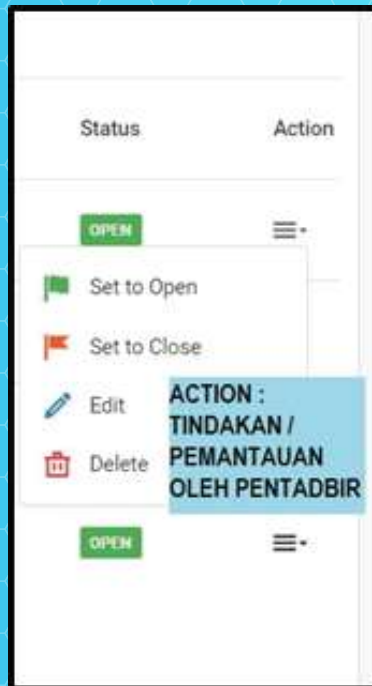 Status Action
OPEN
Set to Open
Set to Close
Edit
Delete
ACTION :
TINDAKAN /
PEMANTAUAN
OLEH PENTADBIR
OPEN